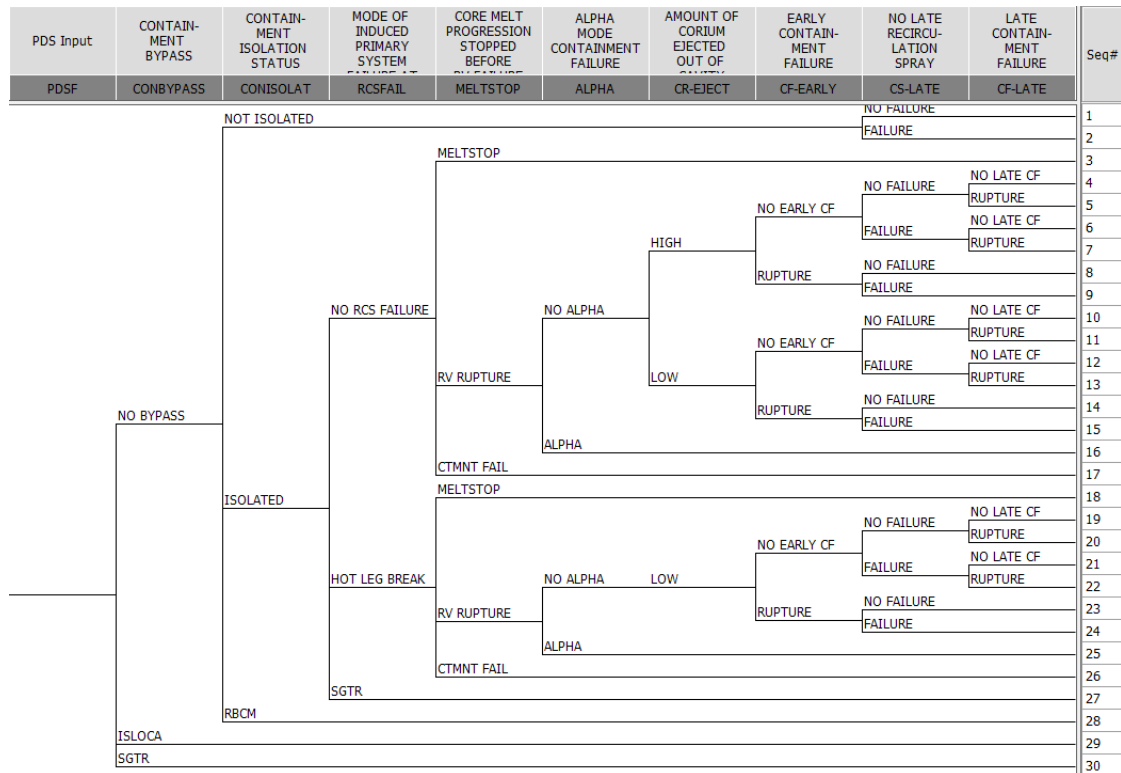 PDS Input
CONTAIN-
MENT
BYPASS
CONTAIN-
MENT
ISOLATION
STATUS
MODE OF
INDUCED
PRIMARY
SYSTEM
FAILURE AT
CORE MELT
PROGRESSION
STOPPED
BEFORE
RV FAILURE
ALPHA
MODE
CONTAINMENT
FAILURE
AMOUNT OF
CORIUM
EJECTED
OUT OF
CAVITY
EARLY
CONTAIN-
MENT
FAILURE
NO LATE
RECIRCU-
LATION
SPRAY
LATE
CONTAIN-
MENT
FAILURE
Seq#
PDSF CONBYPASS CONISOLAT RCSFAIL MELTSTOP ALPHA CR-EJECT CF-EARLY CS-LATE CF-LATE
NO FAILURE 1
NOT ISOLATED
FAILURE 2
MELTSTOP 3
NO LATE CF 4
NO FAILURE
RUPTURE 5
NO EARLY CF
NO LATE CF 6
FAILURE
RUPTURE 7
HIGH
NO FAILURE 8
RUPTURE
FAILURE 9
NO RCS FAILURE
NO ALPHA
NO LATE CF 10
NO FAILURE
RUPTURE 11
NO EARLY CF
NO LATE CF 12
FAILURE
RV RUPTURE
LOW
RUPTURE 13
NO FAILURE 14
RUPTURE
NO BYPASS
FAILURE 15
ALPHA 16
CTMNT FAIL 17
MELTSTOP 18
ISOLATED
NO LATE CF 19
NO FAILURE
RUPTURE 20
NO EARLY CF
NO LATE CF 21
FAILURE
HOT LEG BREAK
NO ALPHA
LOW
RUPTURE 22
NO FAILURE 23
RV RUPTURE
RUPTURE
FAILURE 24
ALPHA 25
CTMNT FAIL 26
SGTR 27
RBCM 28
ISLOCA 29
SGTR 30